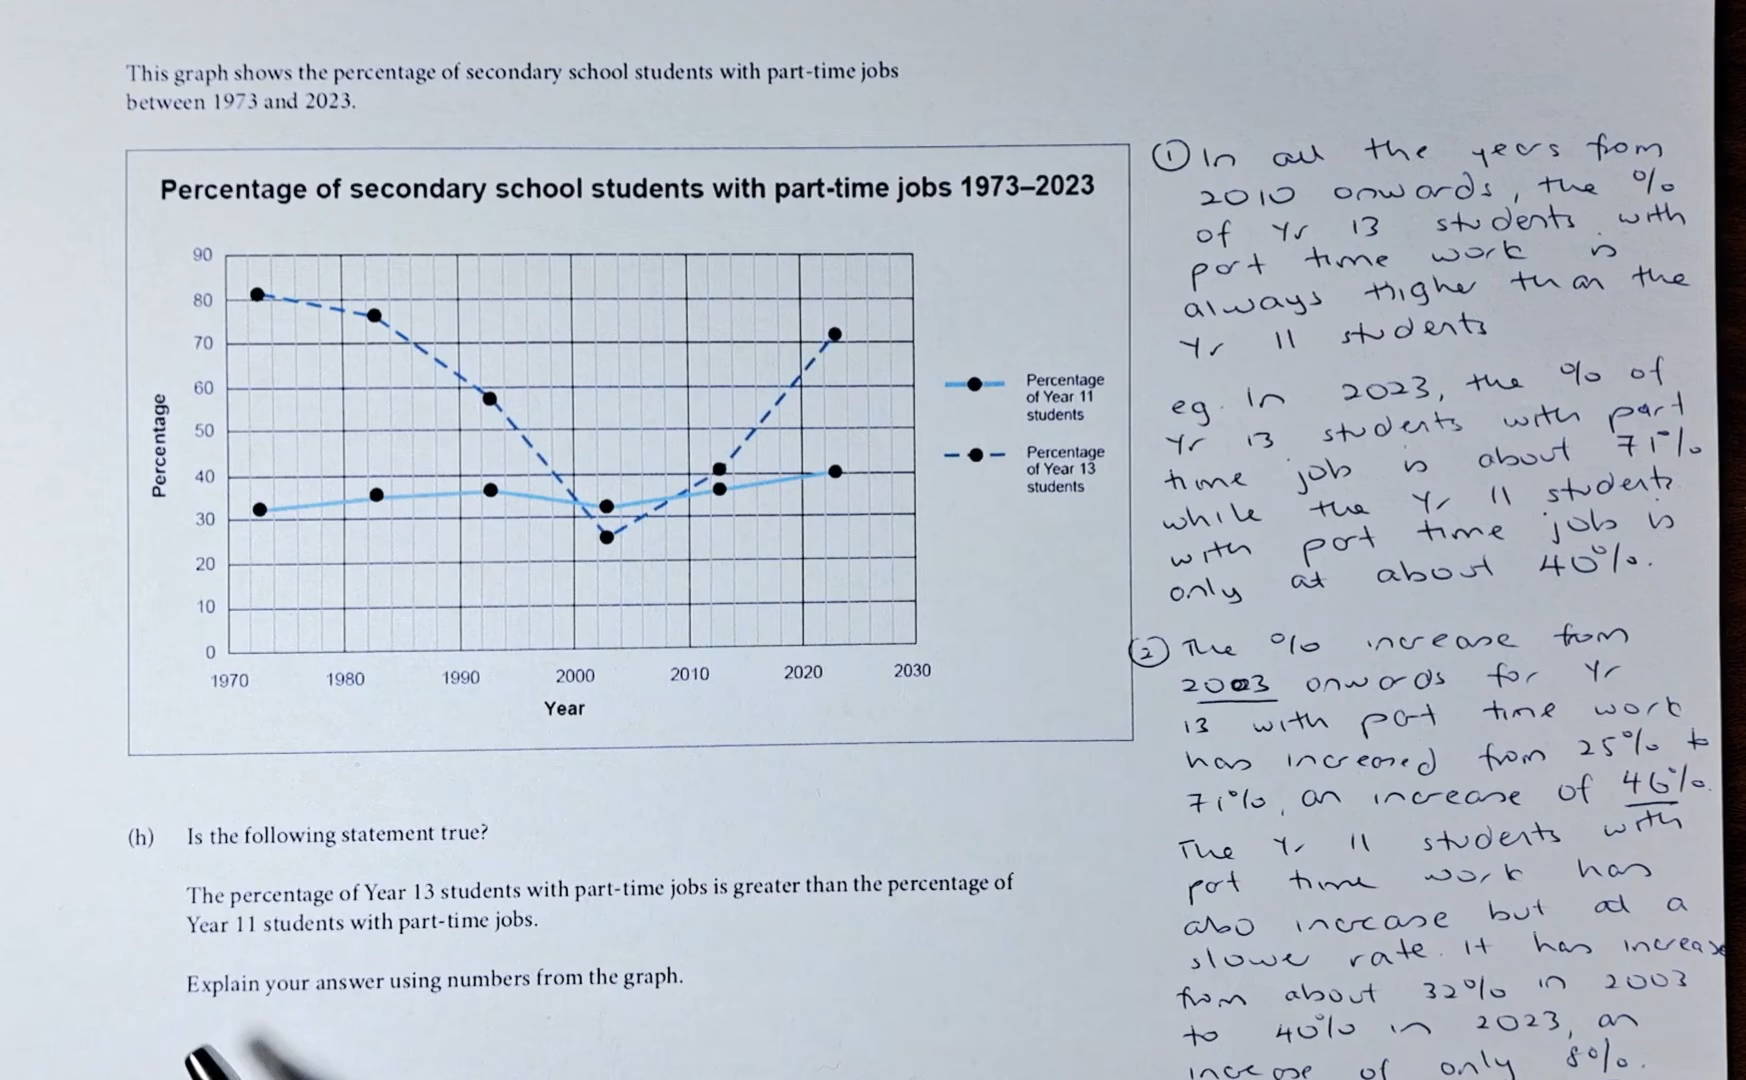 This graph shows the percentage of secondary school students with part-time jobs
between 1973 and 2023.
Percentage of secondary school students with part-time jobs 1973–2023
Percentage
90
80
70
60
50
40
30
20
10
0
1970 1980 1990 2000 2010 2020 2030
Year
Percentage
of Year 11
students
Percentage
of Year 13
students
(h) Is the following statement true?
The percentage of Year 13 students with part-time jobs is greater than the percentage of
Year 11 students with part-time jobs.
Explain your answer using numbers from the graph.
① In all the years from
2010 onwards, the %
of Yr 13 students with
part time work is
always higher than the
Yr 11 students
eg. In 2023, the % of
Yr 13 students with part
time job is about 71%
while the Yr 11 students
with part time job is
only at about 40%.
② The % increase from
2003 onwards for Yr
13 with part time work
has increased from 25% to
71%, an increase of 46%.
The Yr 11 students with
part time work has
also increase but at a
slower rate. It has increase
from about 32% in 2003
to 40% in 2023, an
increase of only 8%.